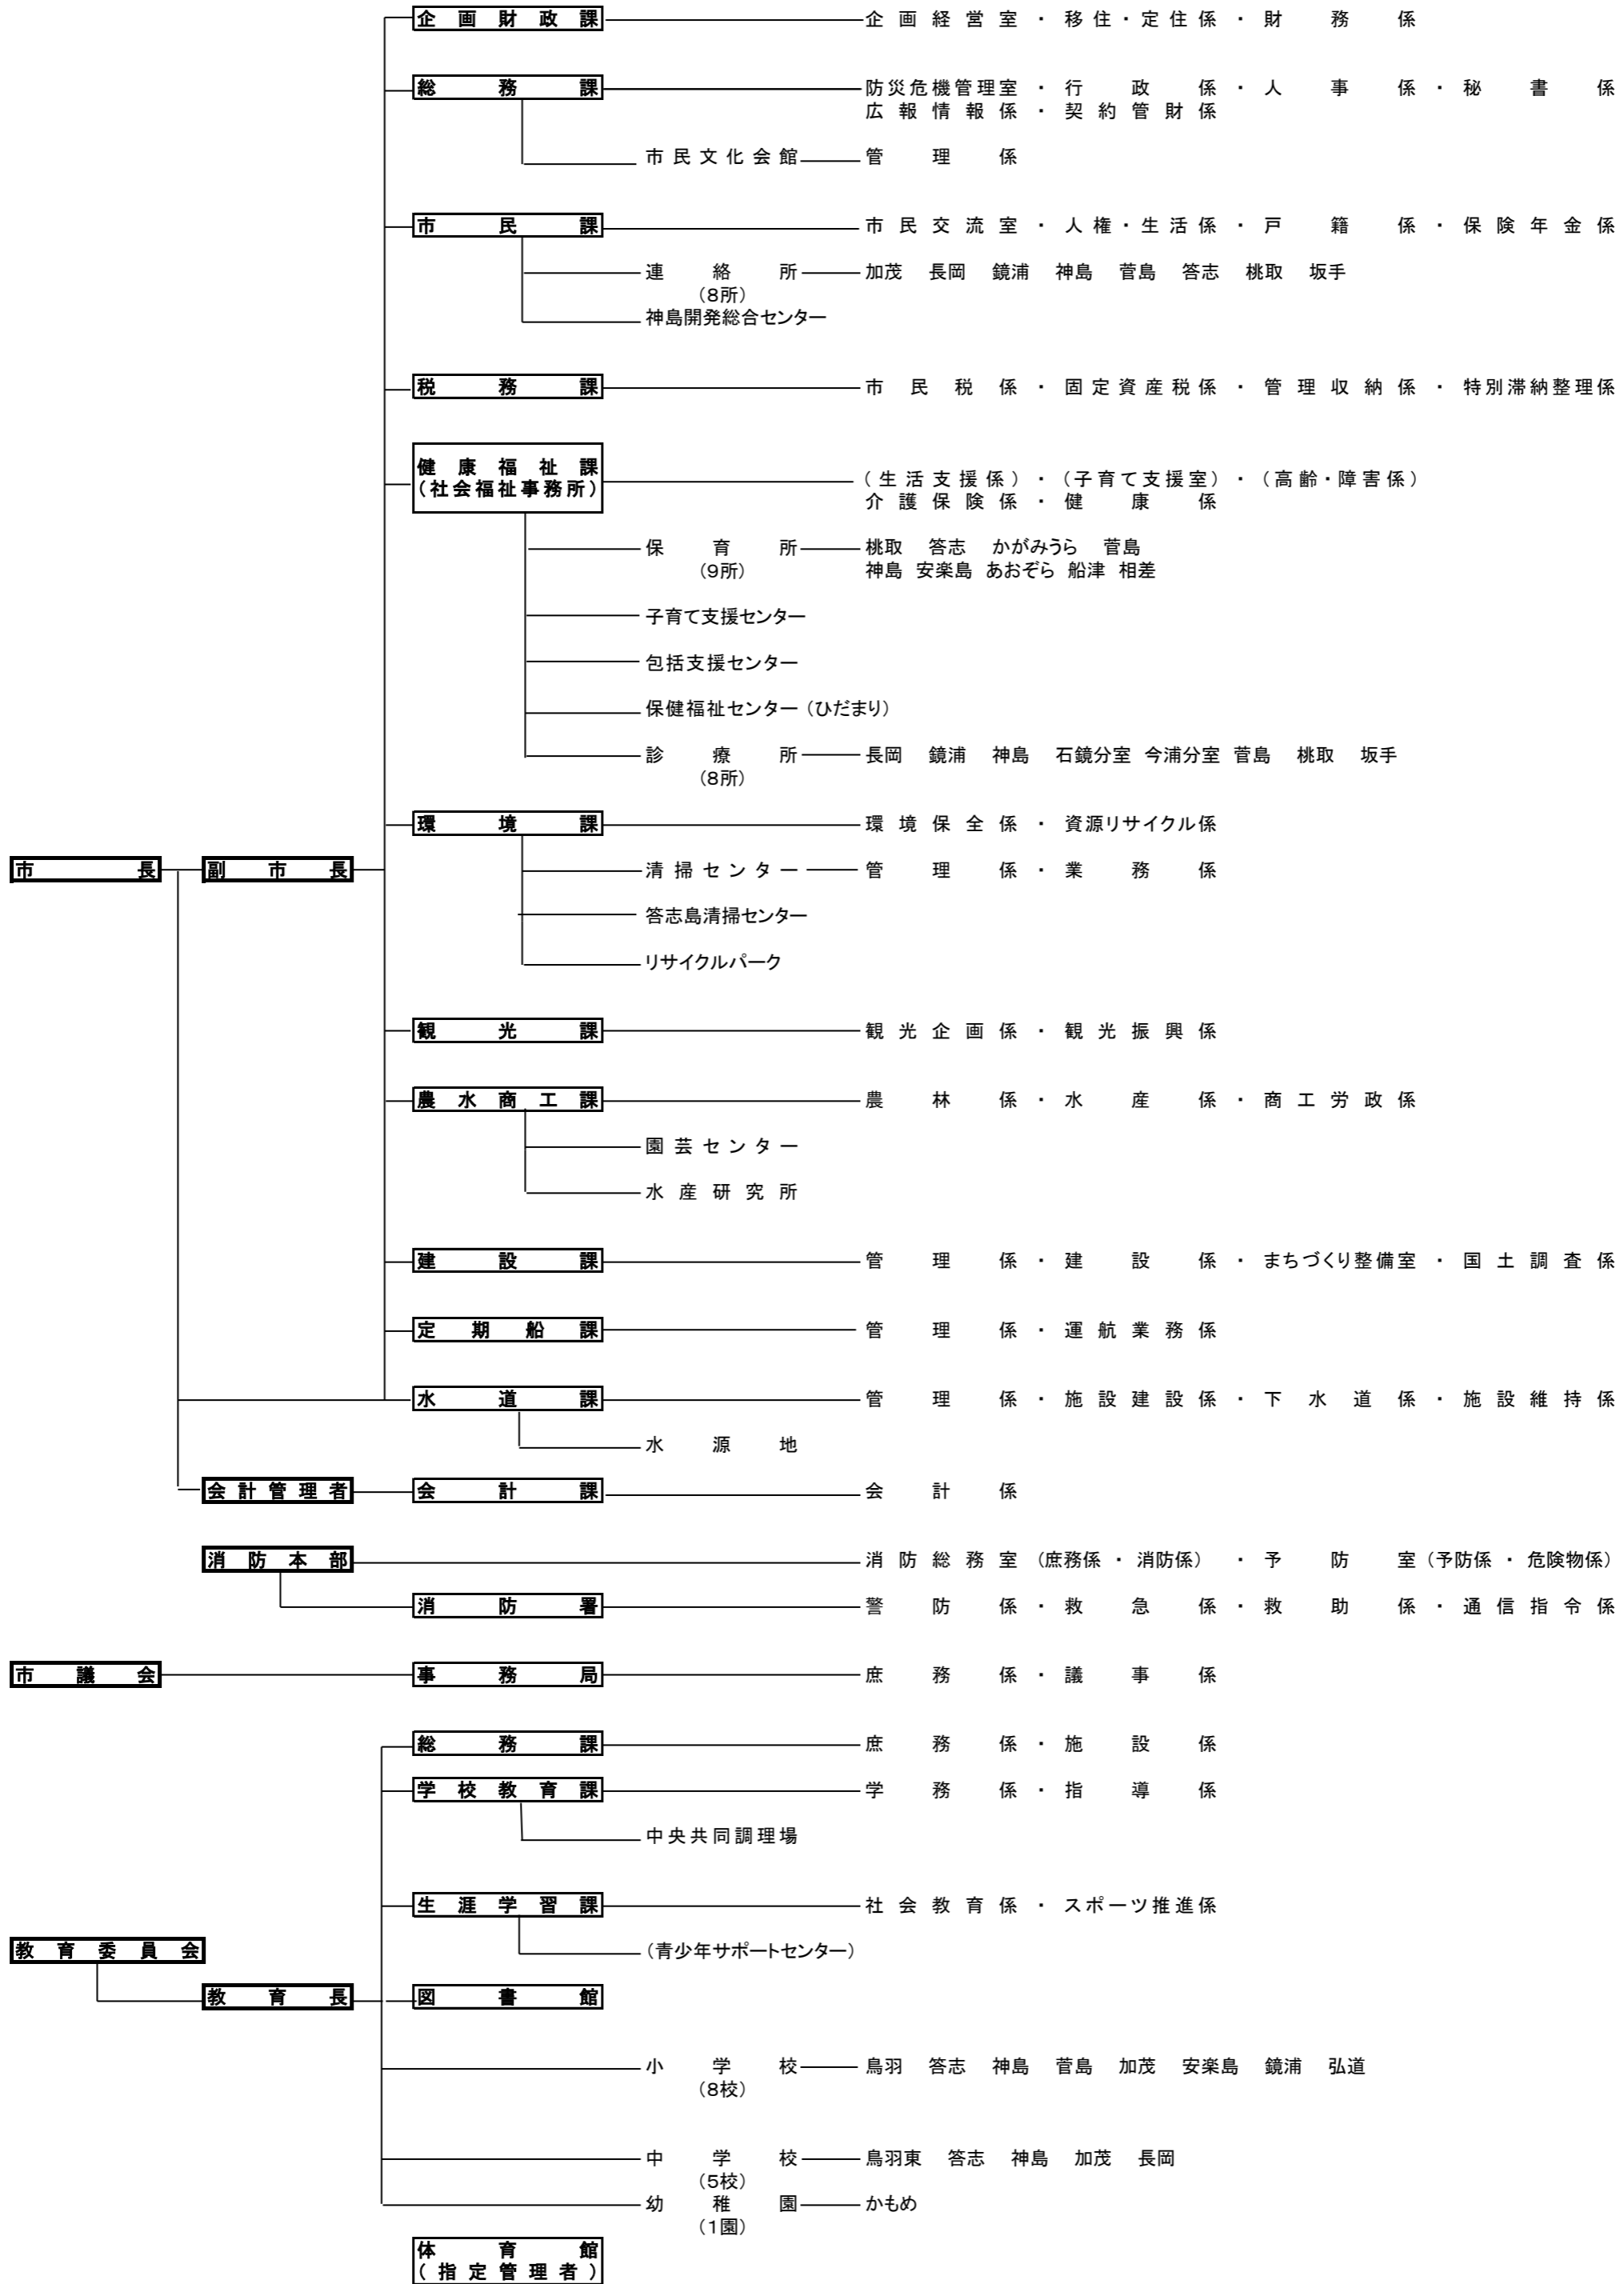 企画財政課 企画経営室・移住・定住係・財務係
総務課 防災危機管理室・行政係・人事係・秘書係
広報情報係・契約管財係
市民文化会館 管理係
市民課 市民交流室・人権・生活係・戸籍係・保険年金係
連絡所 加茂 長岡 鏡浦 神島 菅島 答志 桃取 坂手
（8所）
神島開発総合センター
税務課 市民税係・固定資産税係・管理収納係・特別滞納整理係
健康福祉課
（社会福祉事務所） （生活支援係）・（子育て支援室）・（高齢・障害係）
介護保険係・健康係
保育所 桃取 答志 かがみうら 菅島
（9所） 神島 安楽島 あおぞら 船津 相差
子育て支援センター
包括支援センター
保健福祉センター（ひだまり）
診療所 長岡 鏡浦 神島 石鏡分室 今浦分室 菅島 桃取 坂手
（8所）
環境課 環境保全係・資源リサイクル係
市長 副市長 清掃センター 管理係・業務係
答志島清掃センター
リサイクルパーク
観光課 観光企画係・観光振興係
農水商工課 農林係・水産係・商工労政係
園芸センター
水産研究所
建設課 管理係・建設係・まちづくり整備室・国土調査係
定期船課 管理係・運航業務係
水道課 管理係・施設建設係・下水道係・施設維持係
水源地
会計管理者 会計課 会計係
消防本部 消防総務室（庶務係・消防係）・予防室（予防係・危険物係）
消防署 警防係・救急係・救助係・通信指令係
市議会 事務局 庶務係・議事係
総務課 庶務係・施設係
学校教育課 学務係・指導係
中央共同調理場
生涯学習課 社会教育係・スポーツ推進係
教育委員会 （青少年サポートセンター）
教育長 図書館
小学校 鳥羽 答志 神島 菅島 加茂 安楽島 鏡浦 弘道
（8校）
中学校 鳥羽東 答志 神島 加茂 長岡
（5校）
幼稚園 かもめ
（1園）
体育館
（指定管理者）